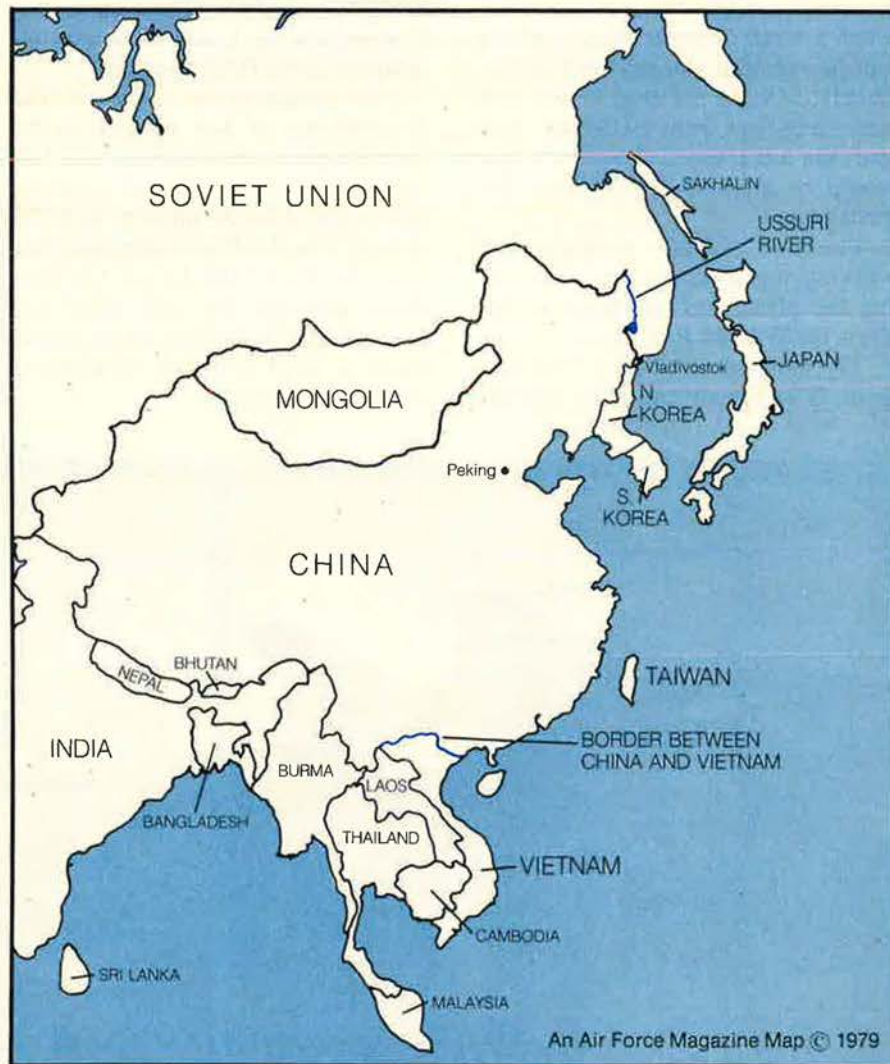 SOVIET UNION
SAKHALIN
USSURI
RIVER
JAPAN
Vladivostok
MONGOLIA
N
KOREA
Peking
S.
KOREA
CHINA
BHUTAN
NEPAL
TAIWAN
INDIA
BORDER BETWEEN
CHINA AND VIETNAM
BURMA
LAOS
BANGLADESH
THAILAND
VIETNAM
CAMBODIA
SRI LANKA
MALAYSIA
An Air Force Magazine Map © 1979